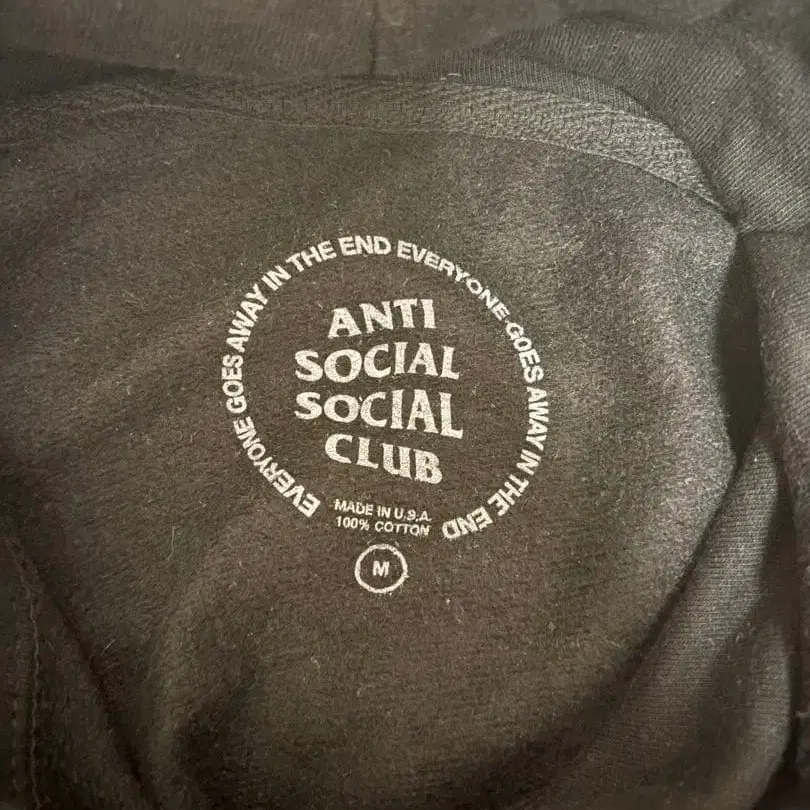 EVERYONE GOES AWAY IN THE END EVERYONE GOES AWAY IN THE END
ANTI
SOCIAL
SOCIAL
CLUB
MADE IN U.S.A.
100% COTTON
M